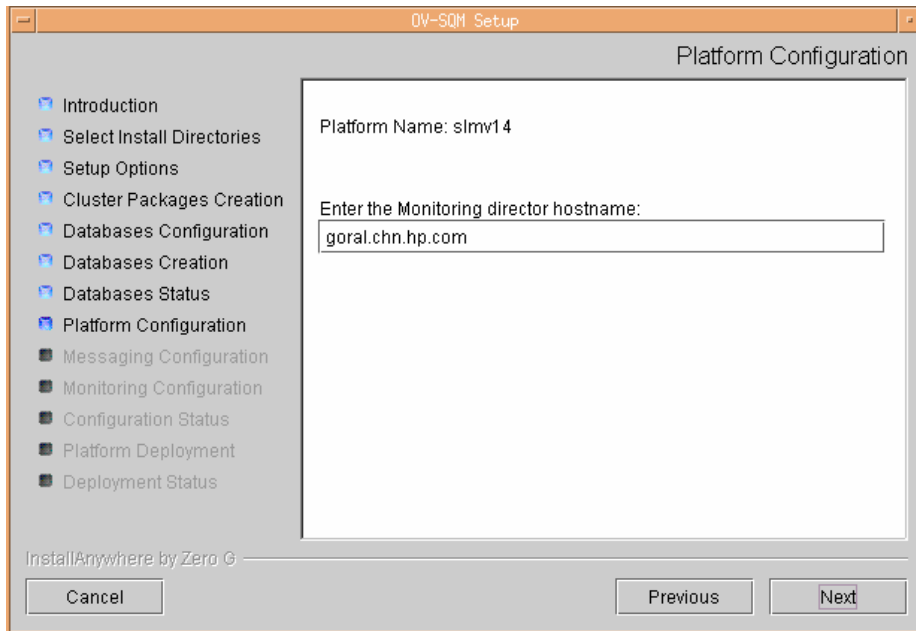 OV-SQM Setup
Platform Configuration
Introduction
Select Install Directories
Setup Options
Cluster Packages Creation
Databases Configuration
Databases Creation
Databases Status
Platform Configuration
Messaging Configuration
Monitoring Configuration
Configuration Status
Platform Deployment
Deployment Status
Platform Name: slmv14
Enter the Monitoring director hostname:
goral.chn.hp.com
InstallAnywhere by Zero G
Cancel
Previous
Next